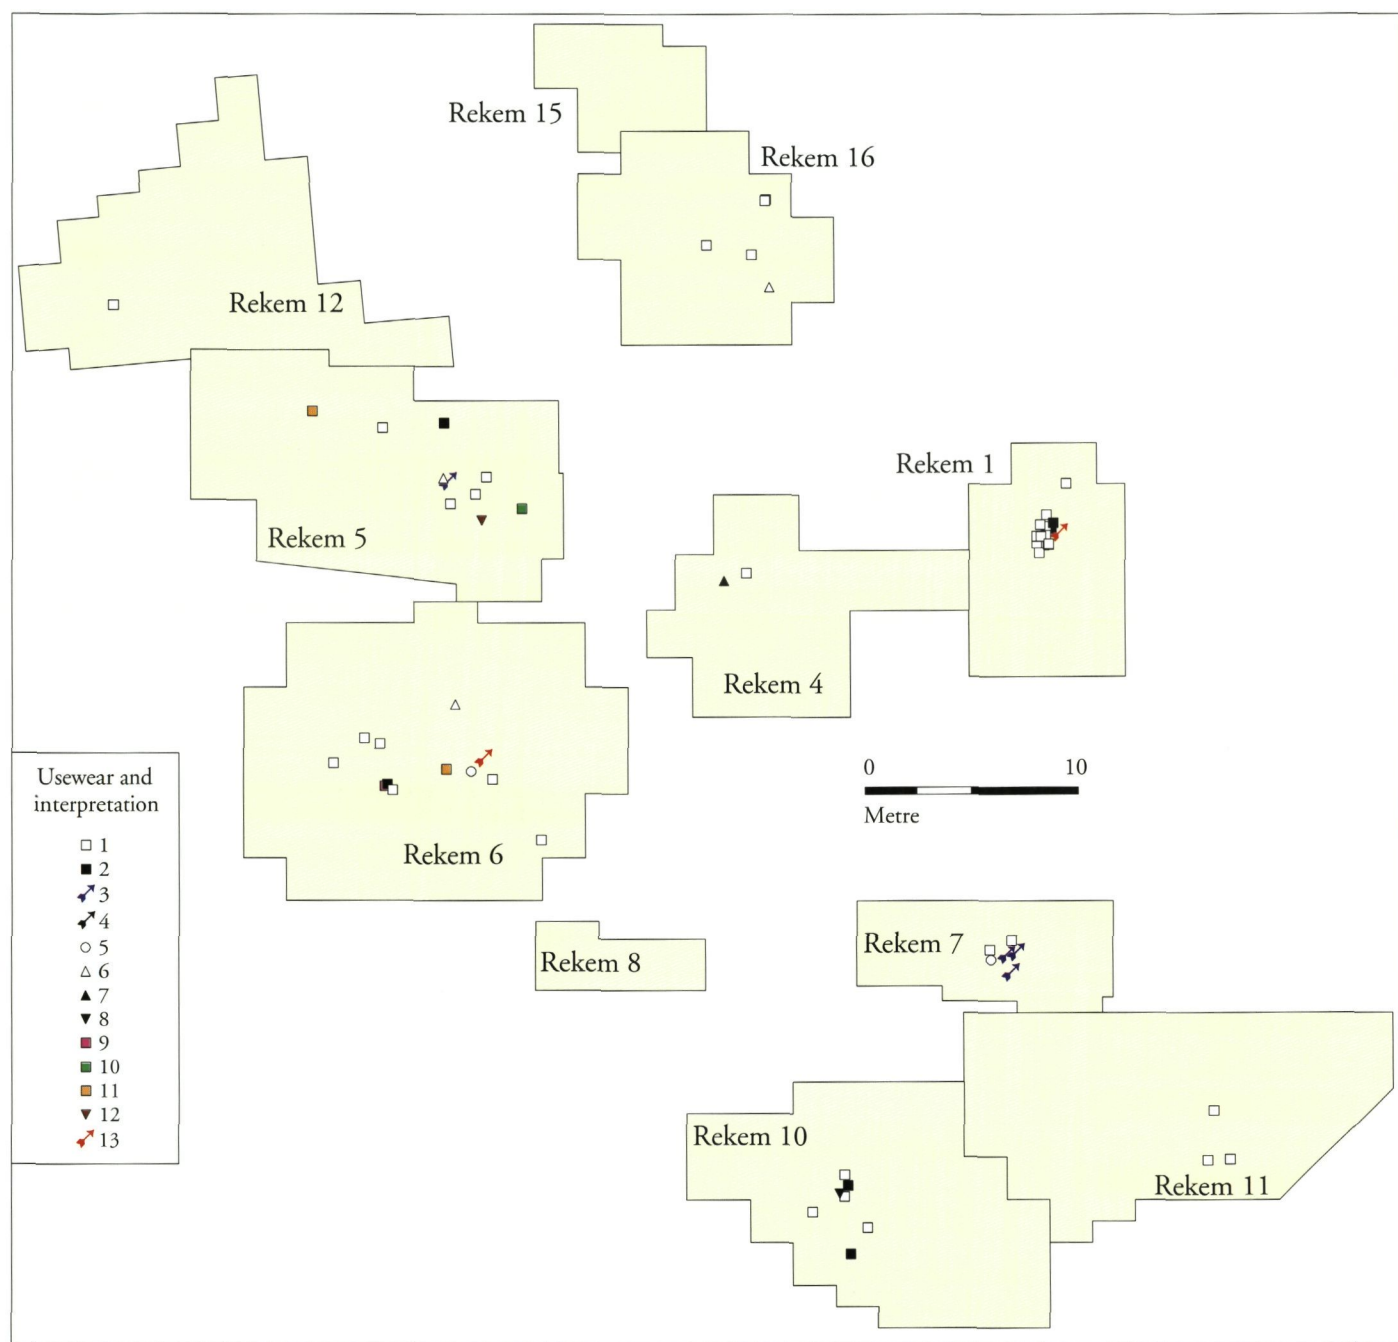 Rekem 15
Rekem 16
Rekem 12
Rekem 1
Rekem 5
Rekem 4
0 10
Metre
Usewear and
interpretation
1
2
3
4
5
6
7
8
9
10
11
12
13
Rekem 6
Rekem 7
Rekem 8
Rekem 10
Rekem 11